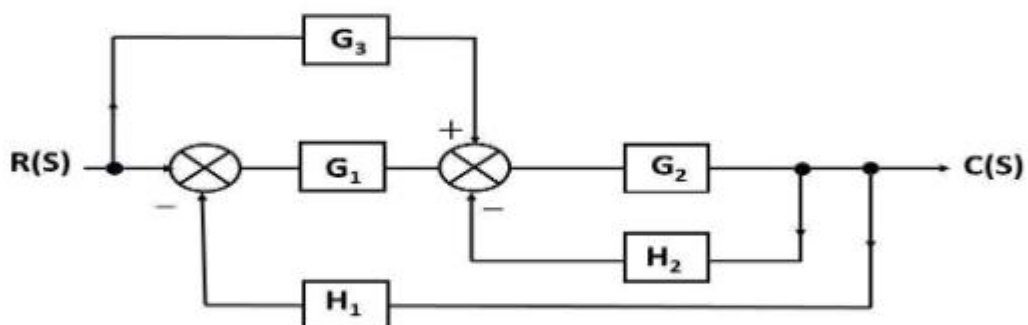 G₃
+
R(S) G₁ G₂ C(S)
− −
H₂
H₁